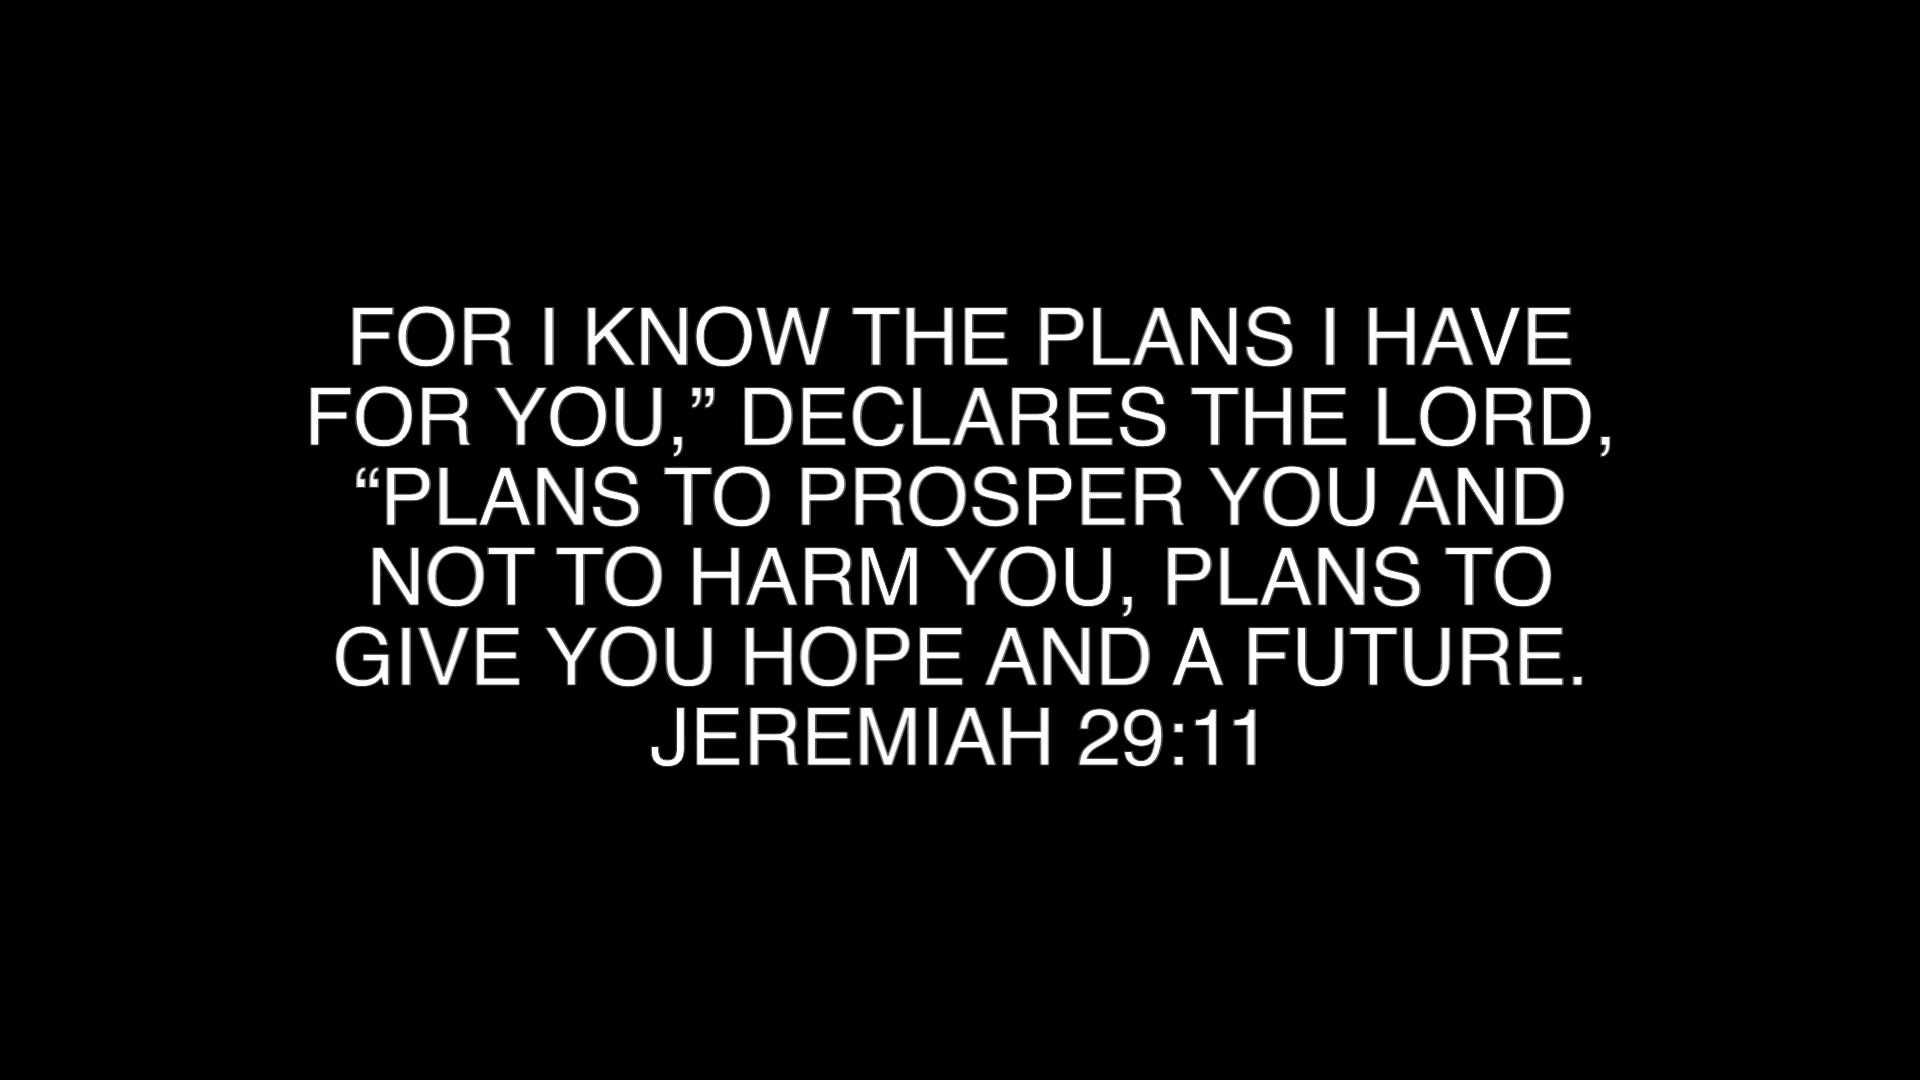 FOR I KNOW THE PLANS I HAVE
FOR YOU,” DECLARES THE LORD,
“PLANS TO PROSPER YOU AND
NOT TO HARM YOU, PLANS TO
GIVE YOU HOPE AND A FUTURE.
JEREMIAH 29:11